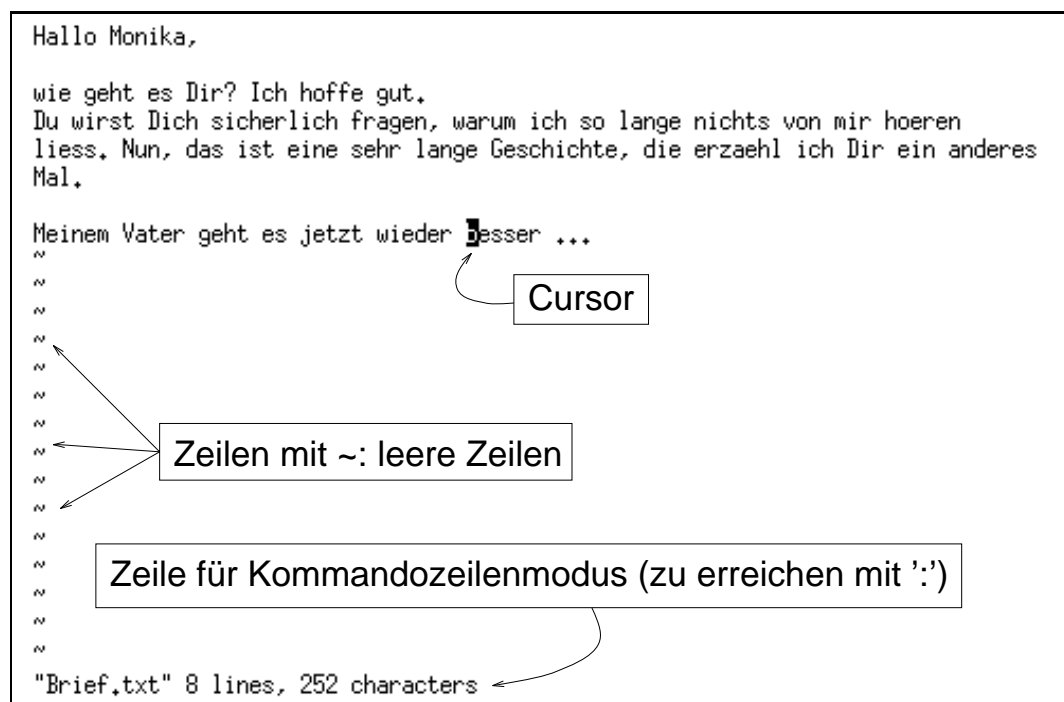 Hallo Monika,
wie geht es Dir? Ich hoffe gut.
Du wirst Dich sicherlich fragen, warum ich so lange nichts von mir hoeren
liess. Nun, das ist eine sehr lange Geschichte, die erzaehl ich Dir ein anderes
Mal.
Meinem Vater geht es jetzt wieder besser ...
~
~
Cursor
~
~
~
~
~
~
Zeilen mit ~: leere Zeilen
~
~
~
~
Zeile für Kommandozeilenmodus (zu erreichen mit ’:’)
~
~
~
"Brief.txt" 8 lines, 252 characters